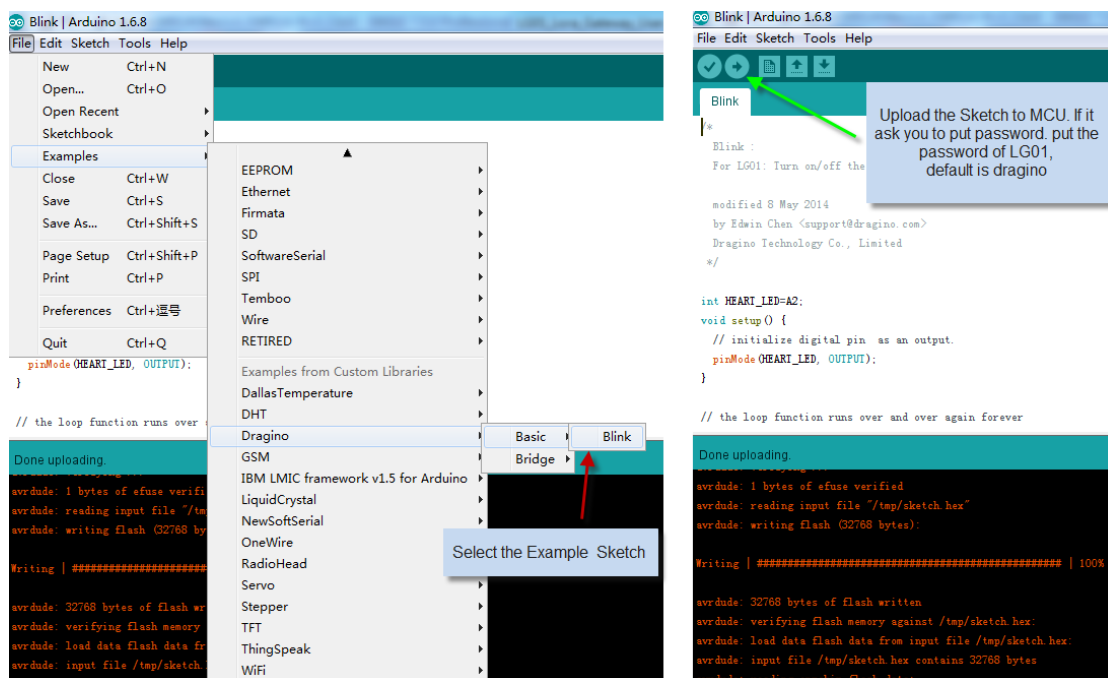 Blink | Arduino 1.6.8
File Edit Sketch Tools Help
New Ctrl+N
Open... Ctrl+O
Open Recent
Sketchbook
Examples
Close Ctrl+W
Save Ctrl+S
Save As... Ctrl+Shift+S
Page Setup Ctrl+Shift+P
Print Ctrl+P
Preferences Ctrl+逗号
Quit Ctrl+Q
EEPROM
Ethernet
Firmata
SD
SoftwareSerial
SPI
Temboo
Wire
RETIRED
Examples from Custom Libraries
DallasTemperature
DHT
Dragino
GSM
IBM LMIC framework v1.5 for Arduino
LiquidCrystal
NewSoftSerial
OneWire
RadioHead
Servo
Stepper
TFT
ThingSpeak
WiFi
Basic
Bridge
Blink
Select the Example Sketch
pinMode(HEART_LED, OUTPUT);
}
// the loop function runs over
Done uploading.
avrdude: 1 bytes of efuse verifi
avrdude: reading input file "/tm
avrdude: writing flash (32768 by
Writing | #######################
avrdude: 32768 bytes of flash wr
avrdude: verifying flash memory
avrdude: load data flash data fr
avrdude: input file /tmp/sketch.
Blink | Arduino 1.6.8
File Edit Sketch Tools Help
Blink
Upload the Sketch to MCU. If it
ask you to put password. put the
password of LG01,
default is dragino
/*
Blink :
For LG01: Turn on/off the
modified 8 May 2014
by Edwin Chen <support@dragino.com>
Dragino Technology Co., Limited
*/
int HEART_LED=A2;
void setup() {
// initialize digital pin as an output.
pinMode(HEART_LED, OUTPUT);
}
// the loop function runs over and over again forever
Done uploading.
avrdude: 1 bytes of efuse verified
avrdude: reading input file "/tmp/sketch.hex"
avrdude: writing flash (32768 bytes):
Writing | ################################################## | 100%
avrdude: 32768 bytes of flash written
avrdude: verifying flash memory against /tmp/sketch.hex:
avrdude: load data flash data from input file /tmp/sketch.hex:
avrdude: input file /tmp/sketch.hex contains 32768 bytes